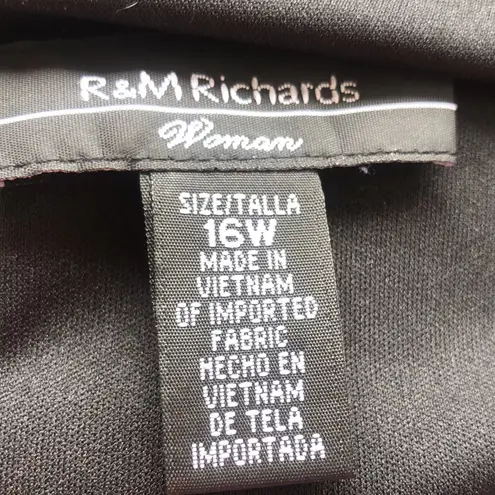 R&M Richards
Woman
SIZE/TALLA
16W
MADE IN
VIETNAM
OF IMPORTED
FABRIC
HECHO EN
VIETNAM
DE TELA
IMPORTADA